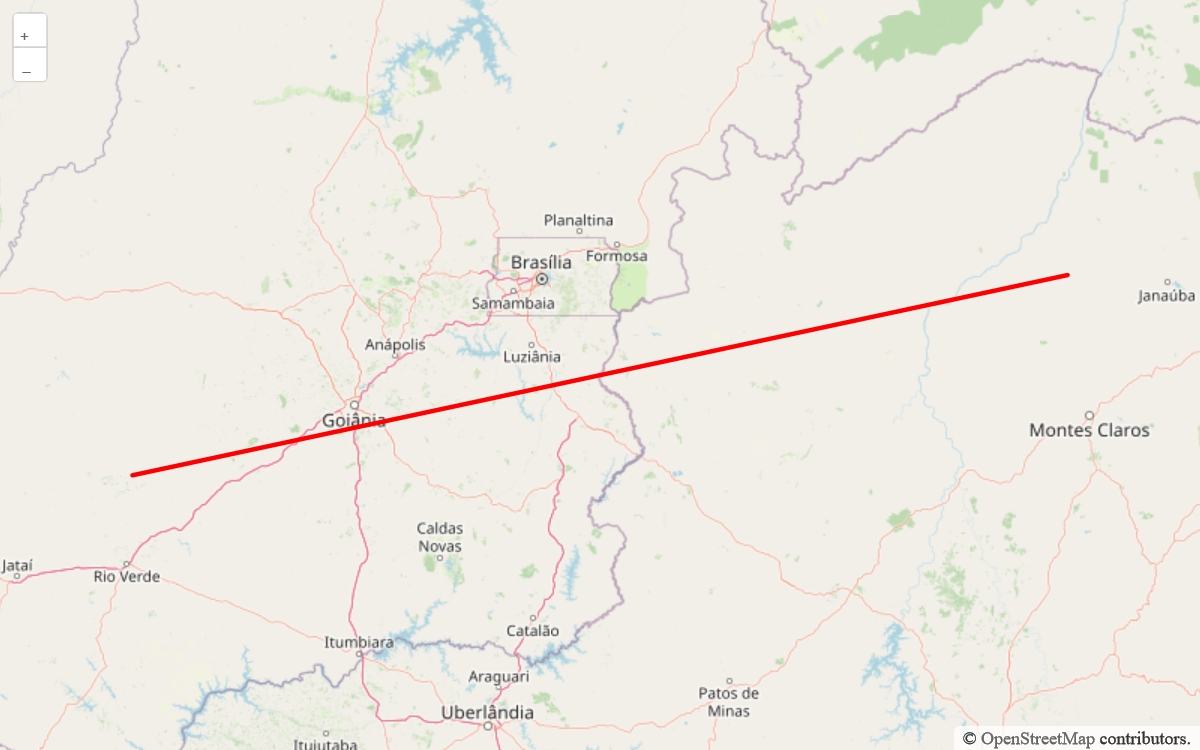 +
–
Planaltina
Brasília
Formosa
Samambaia
Janaúba
Anápolis
Luziânia
Goiânia
Montes Claros
Caldas
Novas
Jataí
Rio Verde
Catalão
Itumbiara
Araguari
Patos de
Minas
Uberlândia
Ituiutaba
© OpenStreetMap contributors.